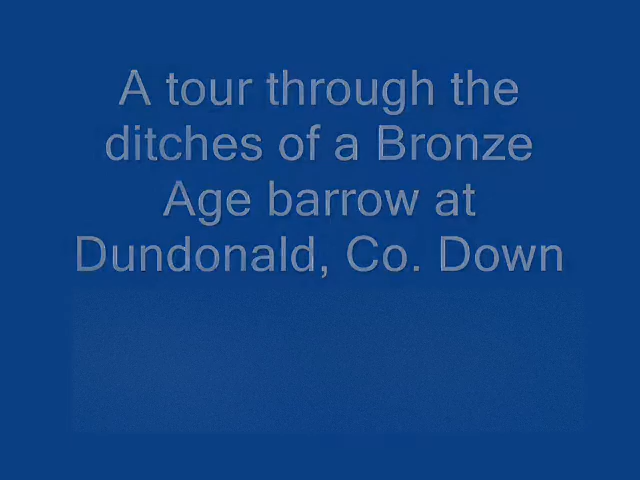 A tour through the
ditches of a Bronze
Age barrow at
Dundonald, Co. Down